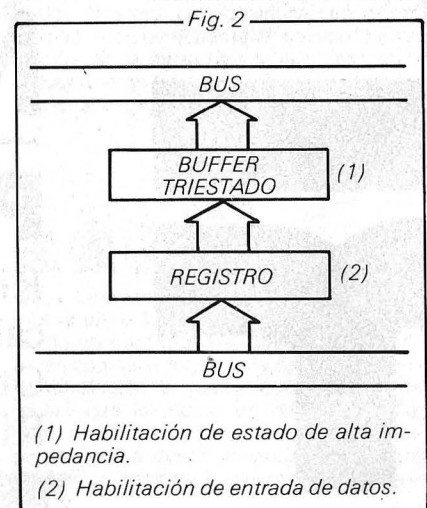 Fig. 2
BUS
BUFFER
TRIESTADO
(1)
REGISTRO
(2)
BUS
(1) Habilitación de estado de alta im-
pedancia.
(2) Habilitación de entrada de datos.